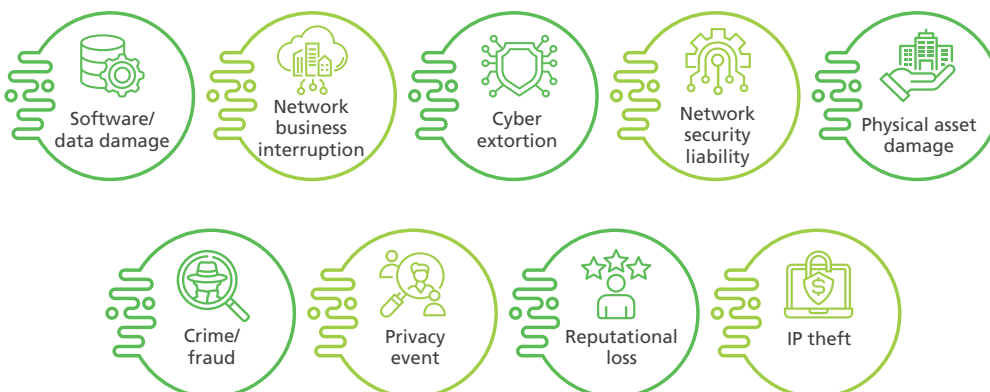 Software/
data damage
Network
business
interruption
Cyber
extortion
Network
security
liability
Physical asset
damage
Crime/
fraud
Privacy
event
Reputational
loss
IP theft
$